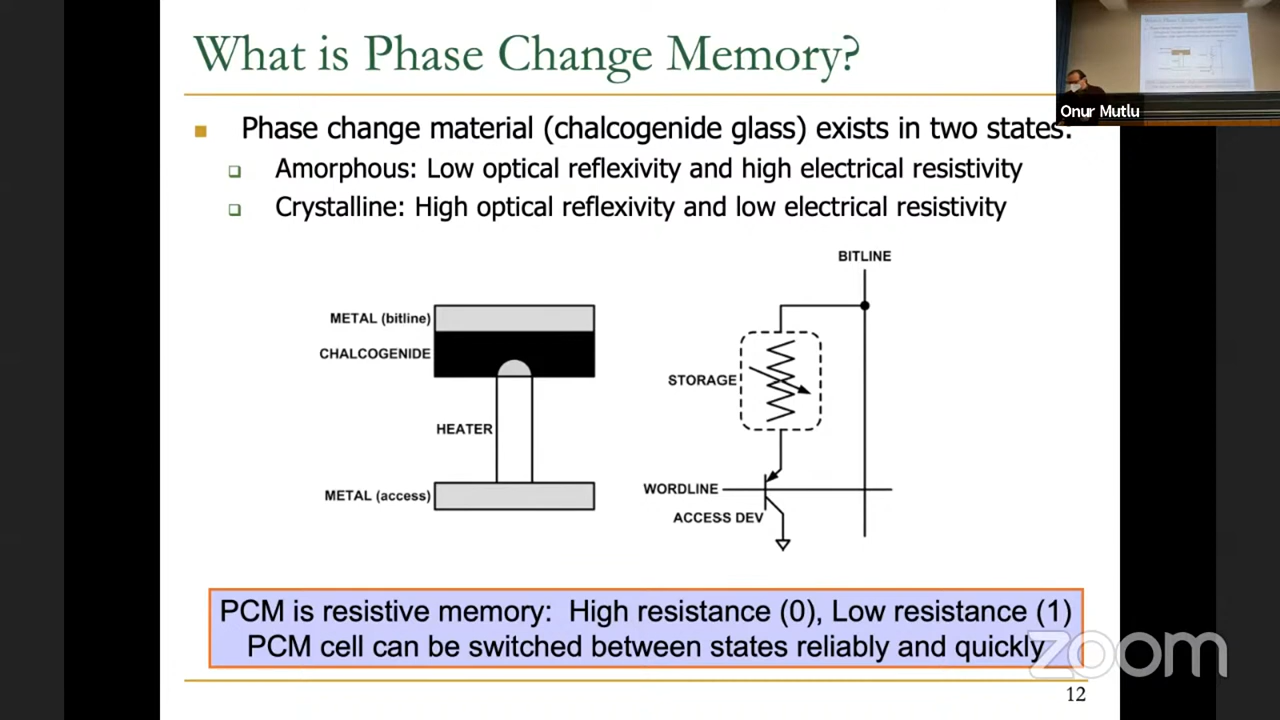 What is Phase Change Memory?
Onur Mutlu
Phase change material (chalcogenide glass) exists in two states:
Amorphous: Low optical reflexivity and high electrical resistivity
Crystalline: High optical reflexivity and low electrical resistivity
BITLINE
METAL (bitline)
CHALCOGENIDE
STORAGE
HEATER
METAL (access)
WORDLINE
ACCESS DEV
PCM is resistive memory: High resistance (0), Low resistance (1)
PCM cell can be switched between states reliably and quickly
zoom
12